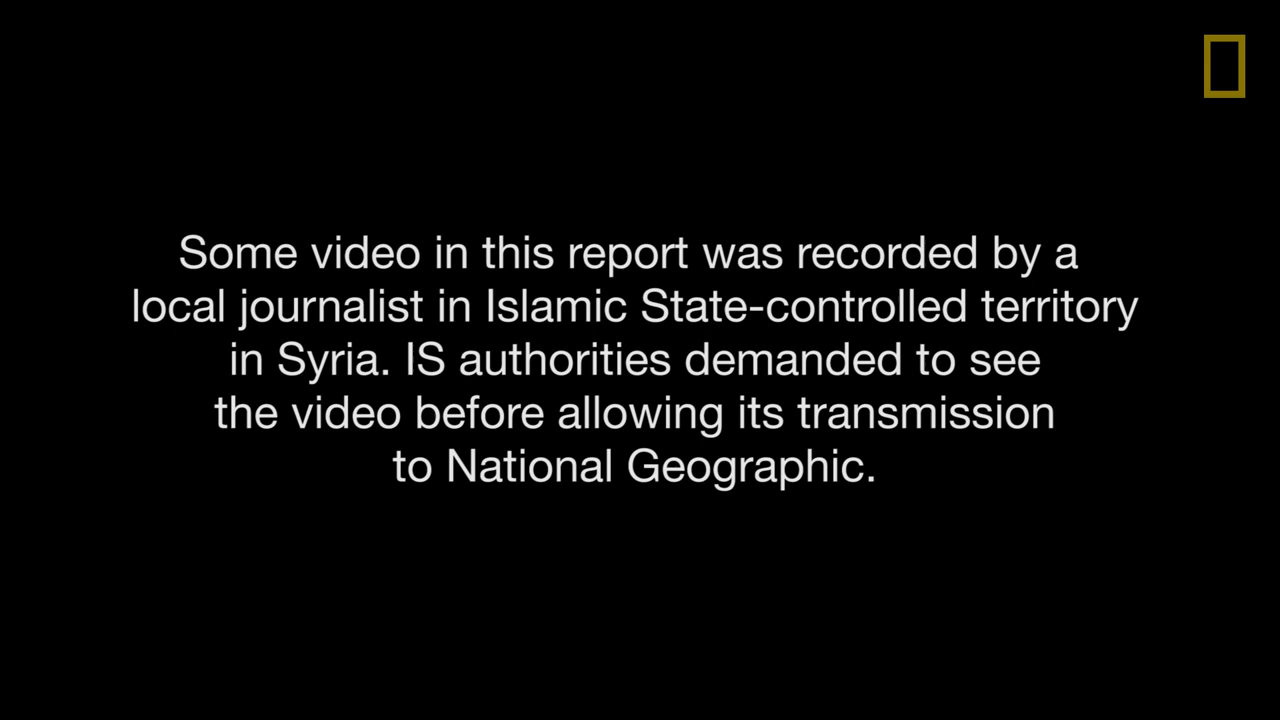 Some video in this report was recorded by a
local journalist in Islamic State-controlled territory
in Syria. IS authorities demanded to see
the video before allowing its transmission
to National Geographic.